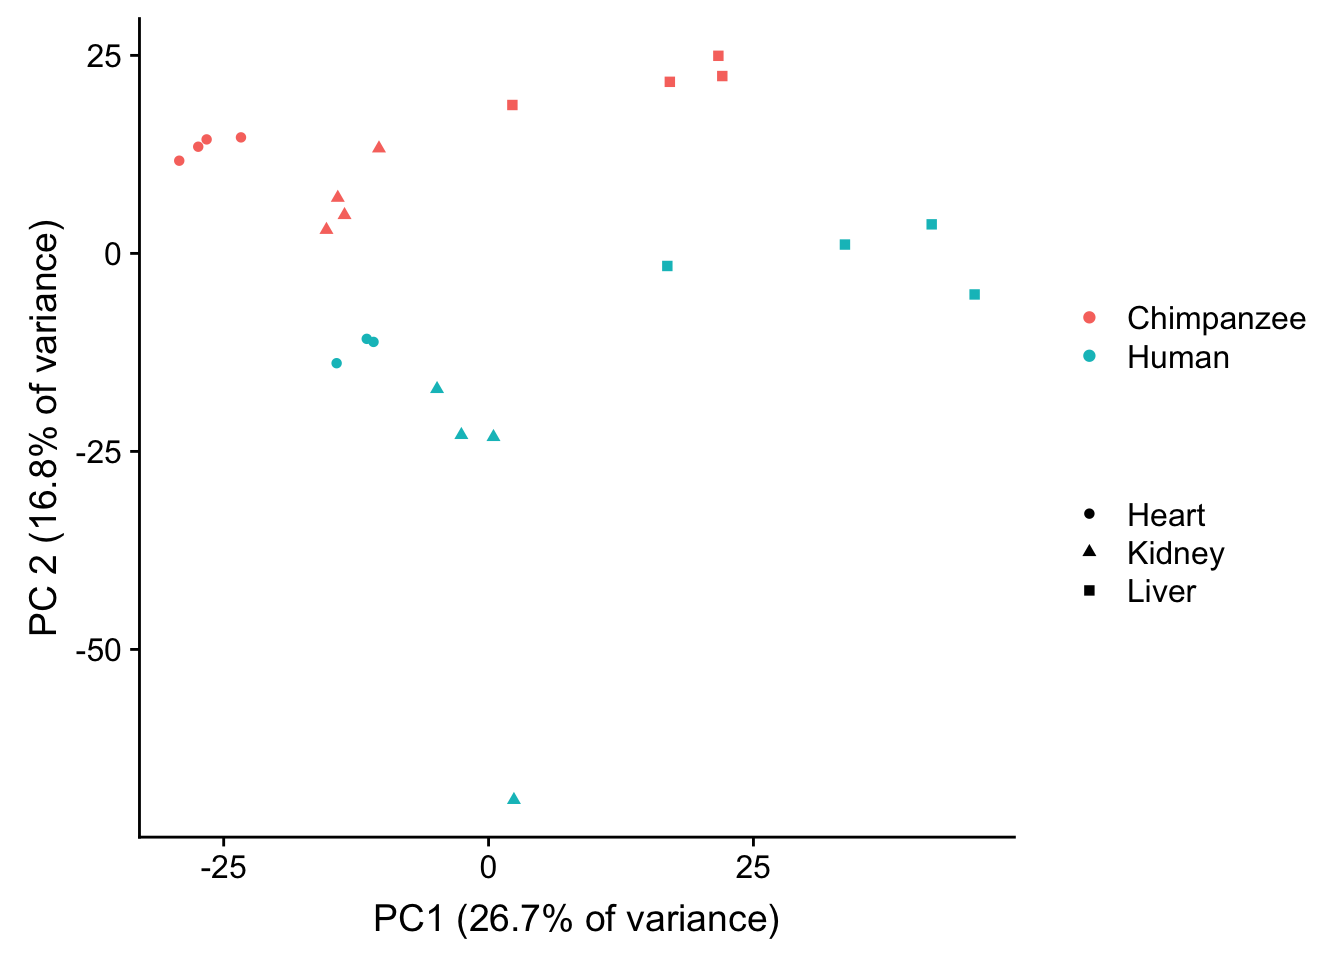 25
0
-25
-50
PC 2 (16.8% of variance)
-25
0
25
PC1 (26.7% of variance)
Chimpanzee
Human
Heart
Kidney
Liver